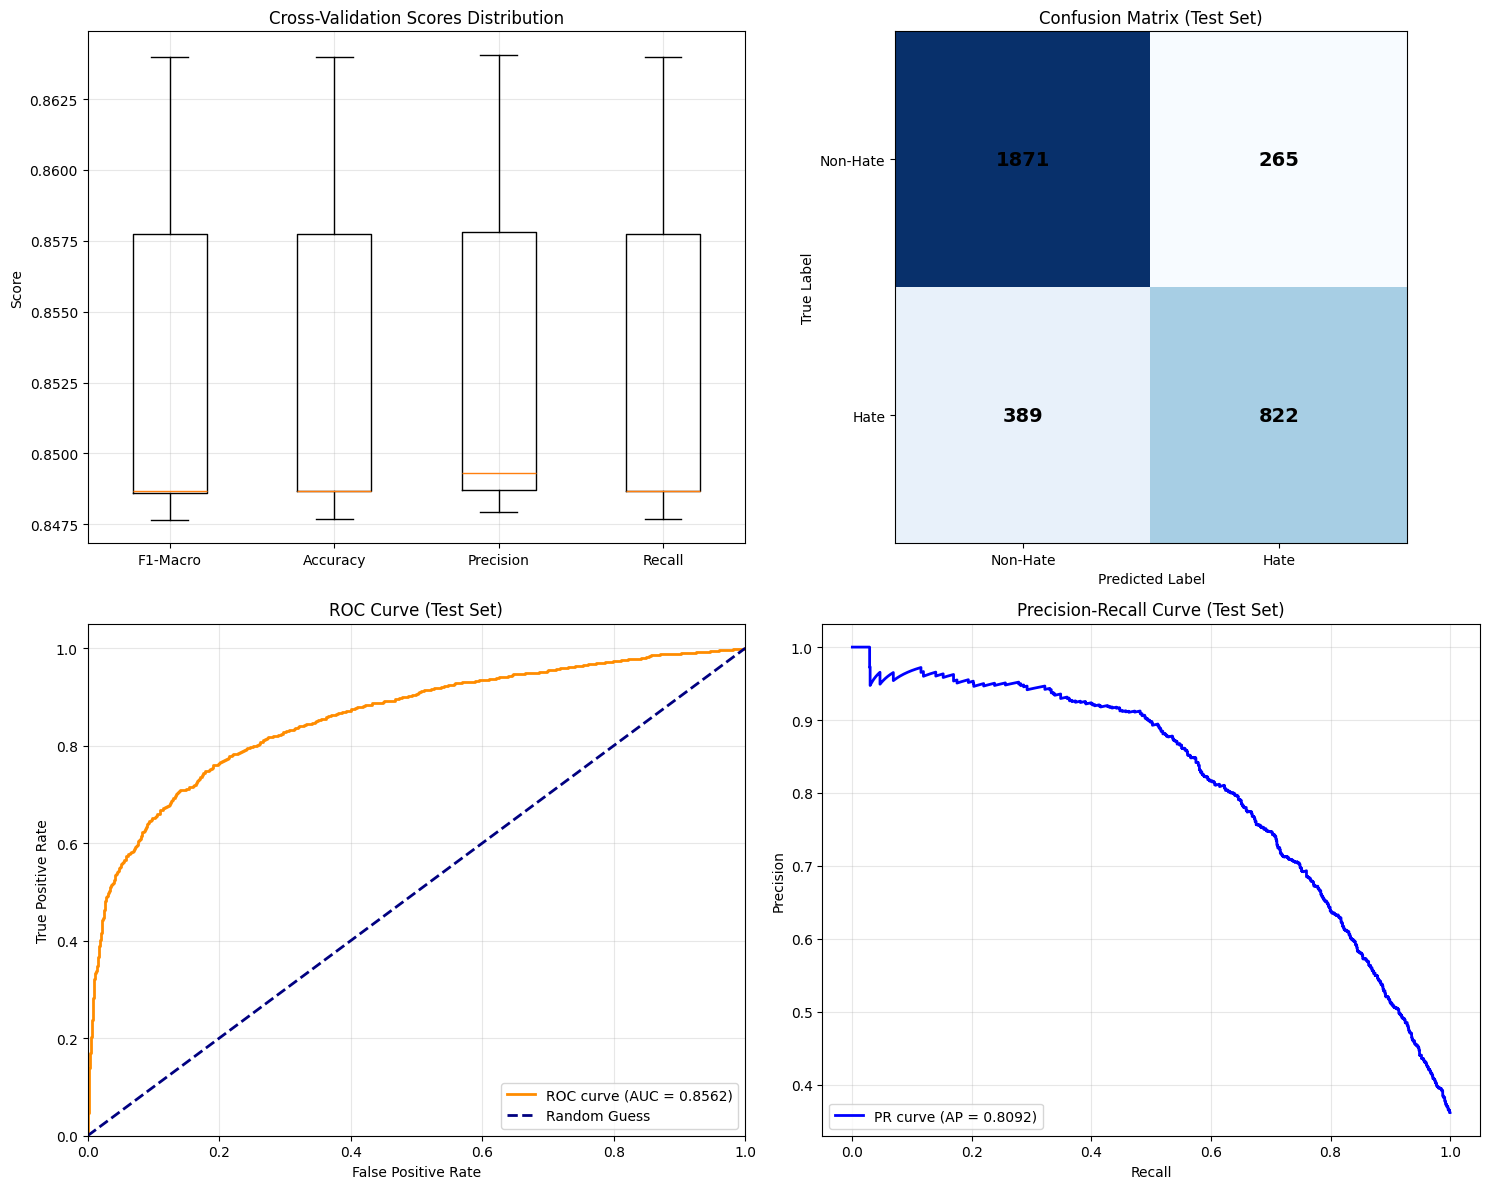 Cross-Validation Scores Distribution
Score
0.8625
0.8600
0.8575
0.8550
0.8525
0.8500
0.8475
F1-Macro Accuracy Precision Recall
Confusion Matrix (Test Set)
True Label
Non-Hate
1871 265
Hate
389 822
Non-Hate Hate
Predicted Label
ROC Curve (Test Set)
True Positive Rate
1.0
0.8
0.6
0.4
0.2
0.0
ROC curve (AUC = 0.8562)
Random Guess
0.0 0.2 0.4 0.6 0.8 1.0
False Positive Rate
Precision-Recall Curve (Test Set)
Precision
1.0
0.9
0.8
0.7
0.6
0.5
0.4
PR curve (AP = 0.8092)
0.0 0.2 0.4 0.6 0.8 1.0
Recall